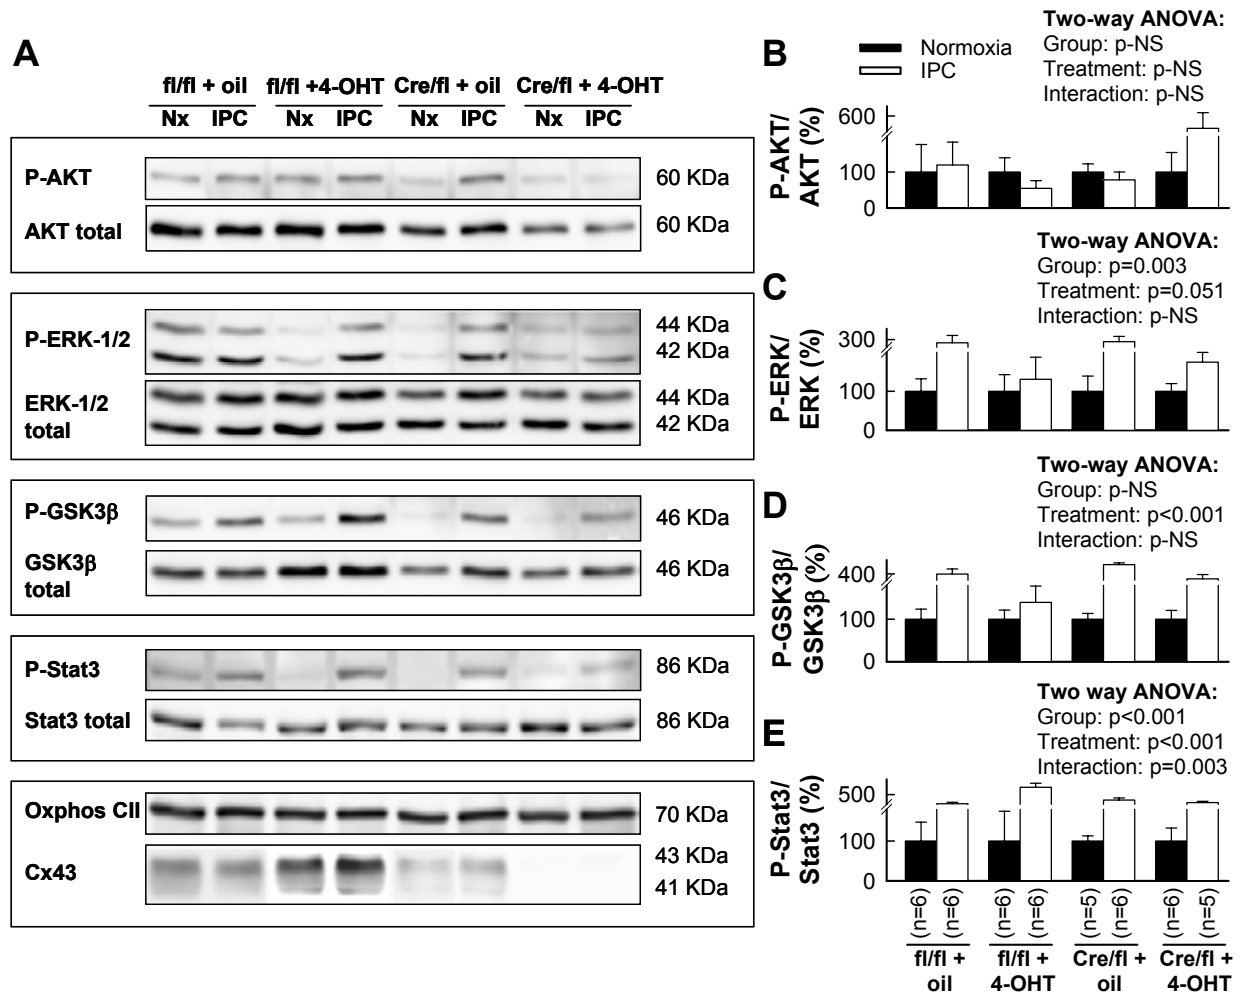 A
fl/fl + oil
fl/fl +4-OHT
Cre/fl + oil
Cre/fl + 4-OHT
Nx IPC Nx IPC Nx IPC Nx IPC
P-AKT
60 KDa
AKT total
60 KDa
P-ERK-1/2
44 KDa
42 KDa
ERK-1/2
total
44 KDa
42 KDa
P-GSK3β
46 KDa
GSK3β
total
46 KDa
P-Stat3
86 KDa
Stat3 total
86 KDa
Oxphos CII
70 KDa
Cx43
43 KDa
41 KDa
B
Normoxia
IPC
Two-way ANOVA:
Group: p-NS
Treatment: p-NS
Interaction: p-NS
P-AKT/
AKT (%)
600
100
0
C
Two-way ANOVA:
Group: p=0.003
Treatment: p=0.051
Interaction: p-NS
P-ERK/
ERK (%)
300
100
0
D
Two-way ANOVA:
Group: p-NS
Treatment: p<0.001
Interaction: p-NS
P-GSK3β/
GSK3β (%)
400
100
0
E
Two way ANOVA:
Group: p<0.001
Treatment: p<0.001
Interaction: p=0.003
P-Stat3/
Stat3 (%)
500
100
0
(n=6) (n=6) (n=6) (n=6) (n=5) (n=6) (n=6) (n=5)
fl/fl +
oil
fl/fl +
4-OHT
Cre/fl +
oil
Cre/fl +
4-OHT